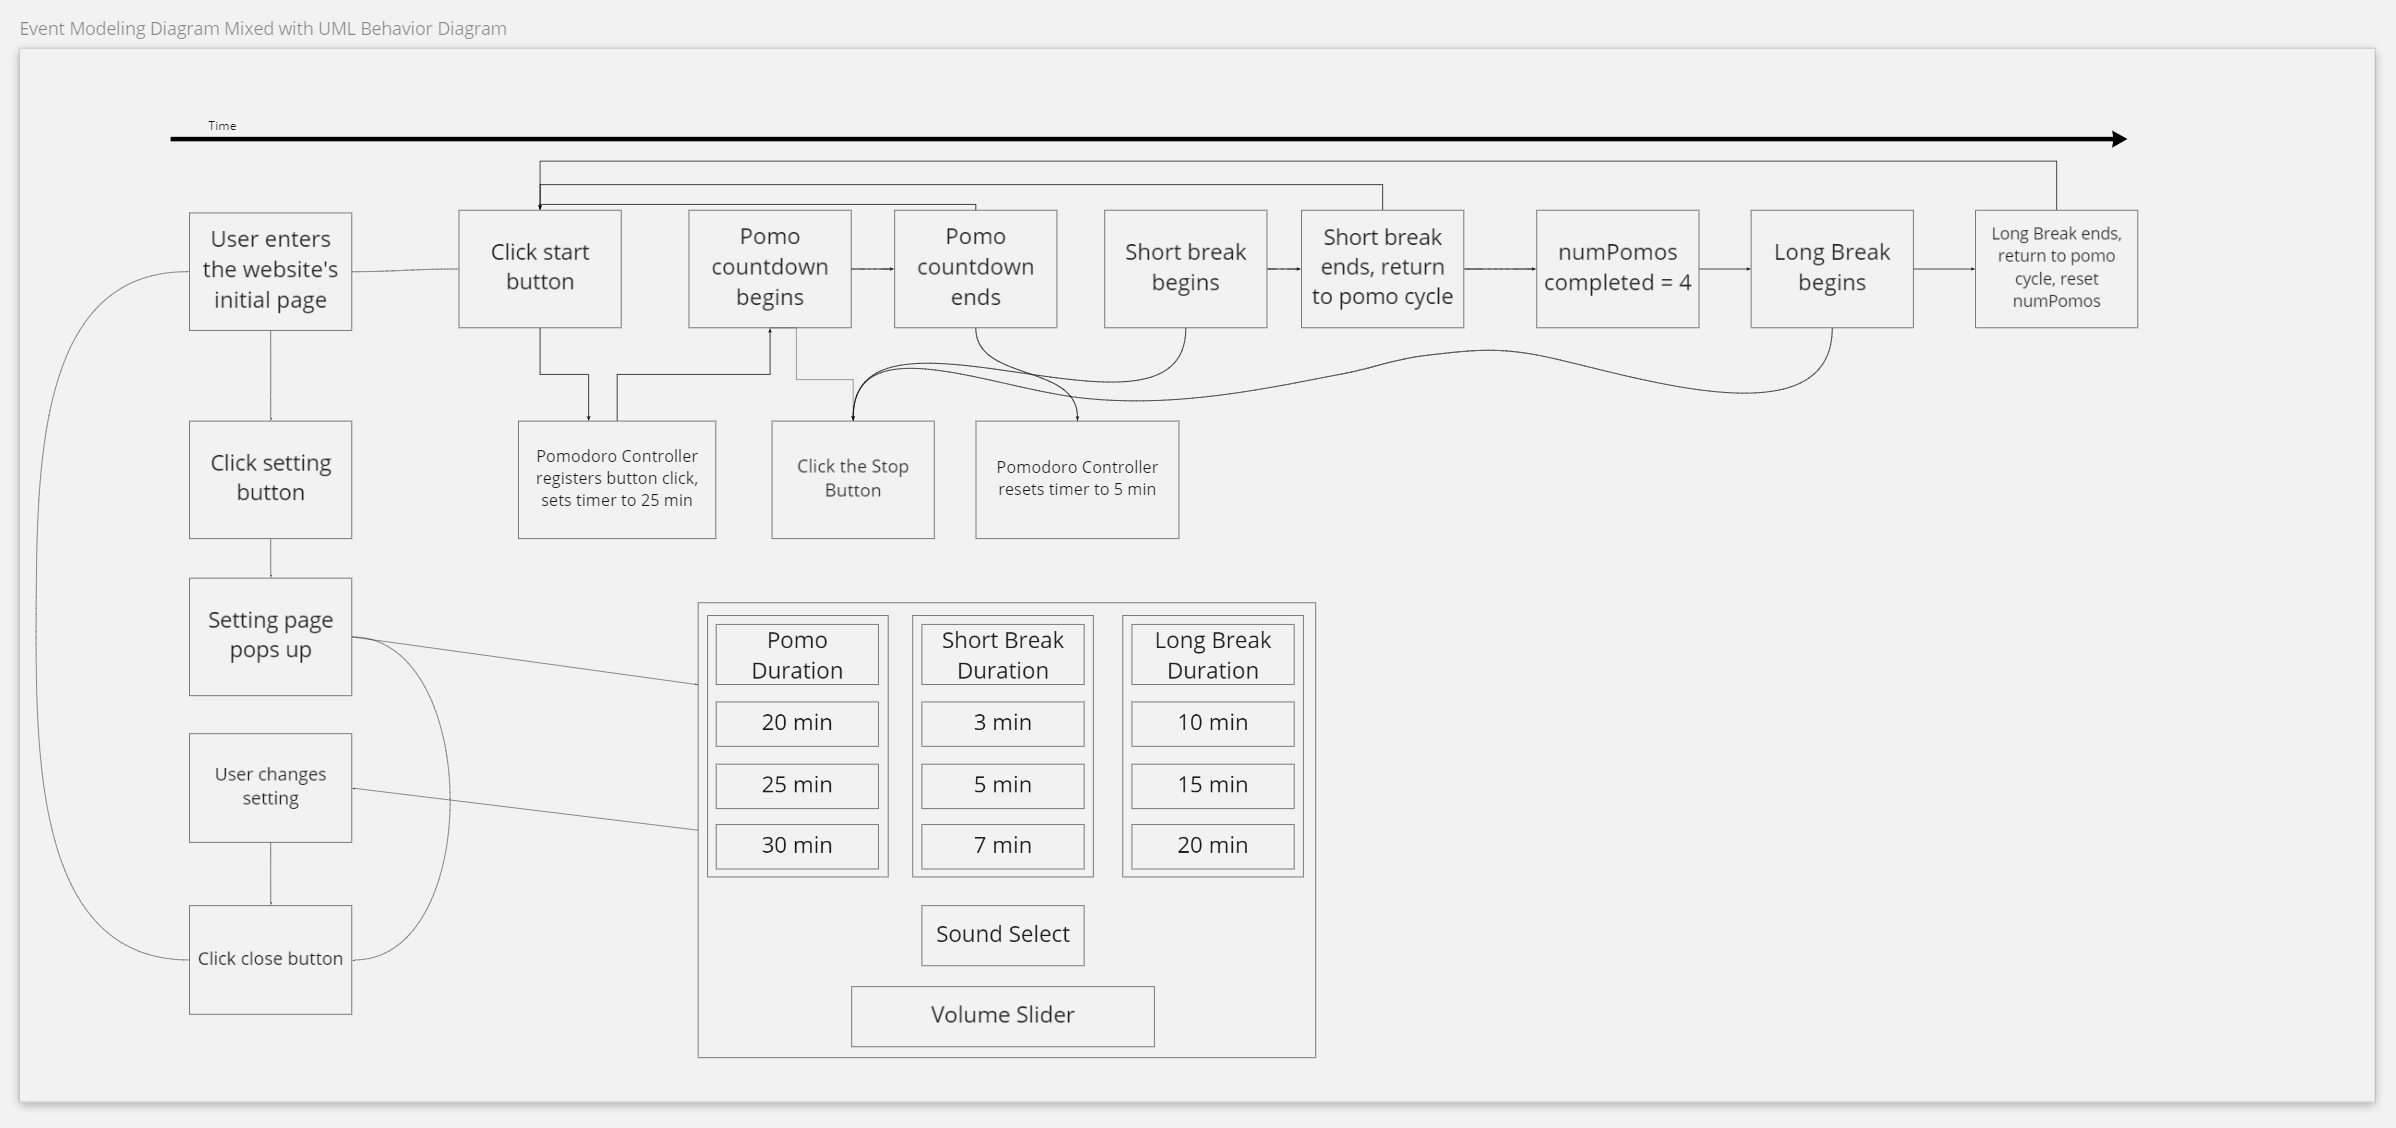 Event Modeling Diagram Mixed with UML Behavior Diagram
Time
User enters
the website's
initial page
Click start
button
Pomo
countdown
begins
Pomo
countdown
ends
Short break
begins
Short break
ends, return
to pomo cycle
numPomos
completed = 4
Long Break
begins
Long Break ends,
return to pomo
cycle, reset
numPomos
Click setting
button
Pomodoro Controller
registers button click,
sets timer to 25 min
Click the Stop
Button
Pomodoro Controller
resets timer to 5 min
Setting page
pops up
User changes
setting
Click close button
Pomo
Duration
20 min
25 min
30 min
Short Break
Duration
3 min
5 min
7 min
Long Break
Duration
10 min
15 min
20 min
Sound Select
Volume Slider